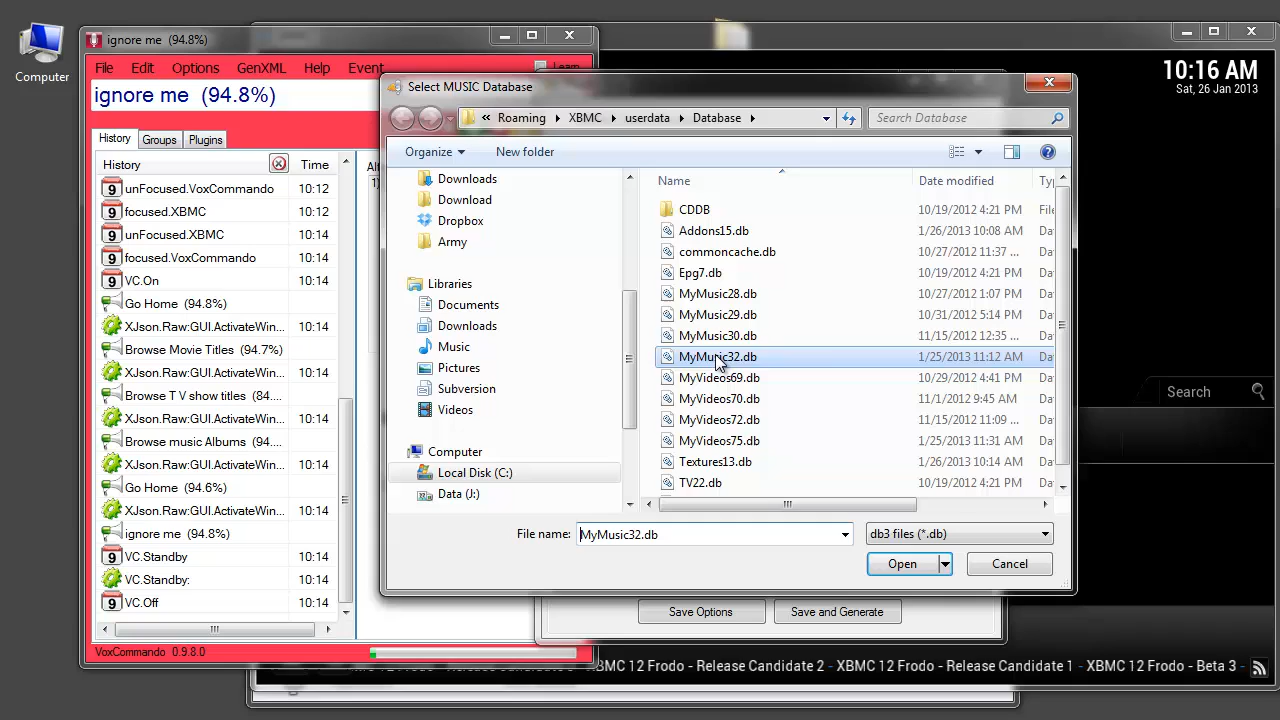 Computer
ignore me (94.8%)
File Edit Options GenXML Help Event
ignore me (94.8%)
History Groups Plugins
History Time
unFocused.VoxCommando 10:12
focused.XBMC 10:12
unFocused.XBMC 10:14
focused.VoxCommando 10:14
VC.On 10:14
Go Home (94.8%)
XJson.Raw:GUI.ActivateWin... 10:14
Browse Movie Titles (94.7%)
XJson.Raw:GUI.ActivateWin... 10:14
Browse T V show titles (84....
XJson.Raw:GUI.ActivateWin... 10:14
Browse music Albums (94....
XJson.Raw:GUI.ActivateWin... 10:14
Go Home (94.6%)
XJson.Raw:GUI.ActivateWin... 10:14
ignore me (94.8%)
VC.Standby 10:14
VC.Standby: 10:14
VC.Off 10:14
VoxCommando 0.9.8.0
Select MUSIC Database
« Roaming XBMC userdata Database
Search Database
Organize New folder
Downloads
Download
Dropbox
Army
Libraries
Documents
Downloads
Music
Pictures
Subversion
Videos
Computer
Local Disk (C:)
Data (J:)
Name Date modified Ty
CDDB 10/19/2012 4:21 PM File
Addons15.db 1/26/2013 10:08 AM Da
commoncache.db 10/27/2012 11:37 ... Da
Epg7.db 10/19/2012 4:21 PM Da
MyMusic28.db 10/27/2012 1:07 PM Da
MyMusic29.db 10/31/2012 5:14 PM Da
MyMusic30.db 11/15/2012 12:35 ... Da
MyMusic32.db 1/25/2013 11:12 AM Da
MyVideos69.db 10/29/2012 4:41 PM Da
MyVideos70.db 11/1/2012 9:45 AM Da
MyVideos72.db 11/15/2012 11:09 ... Da
MyVideos75.db 1/25/2013 11:31 AM Da
Textures13.db 1/26/2013 10:14 AM Da
TV22.db 10/19/2012 4:21 PM Da
File name: MyMusic32.db db3 files (*.db)
Open Cancel
Save Options Save and Generate
10:16 AM
Sat, 26 Jan 2013
Search
XBMC 12 Frodo - Release Candidate 2 - XBMC 12 Frodo - Release Candidate 1 - XBMC 12 Frodo - Beta 3 -